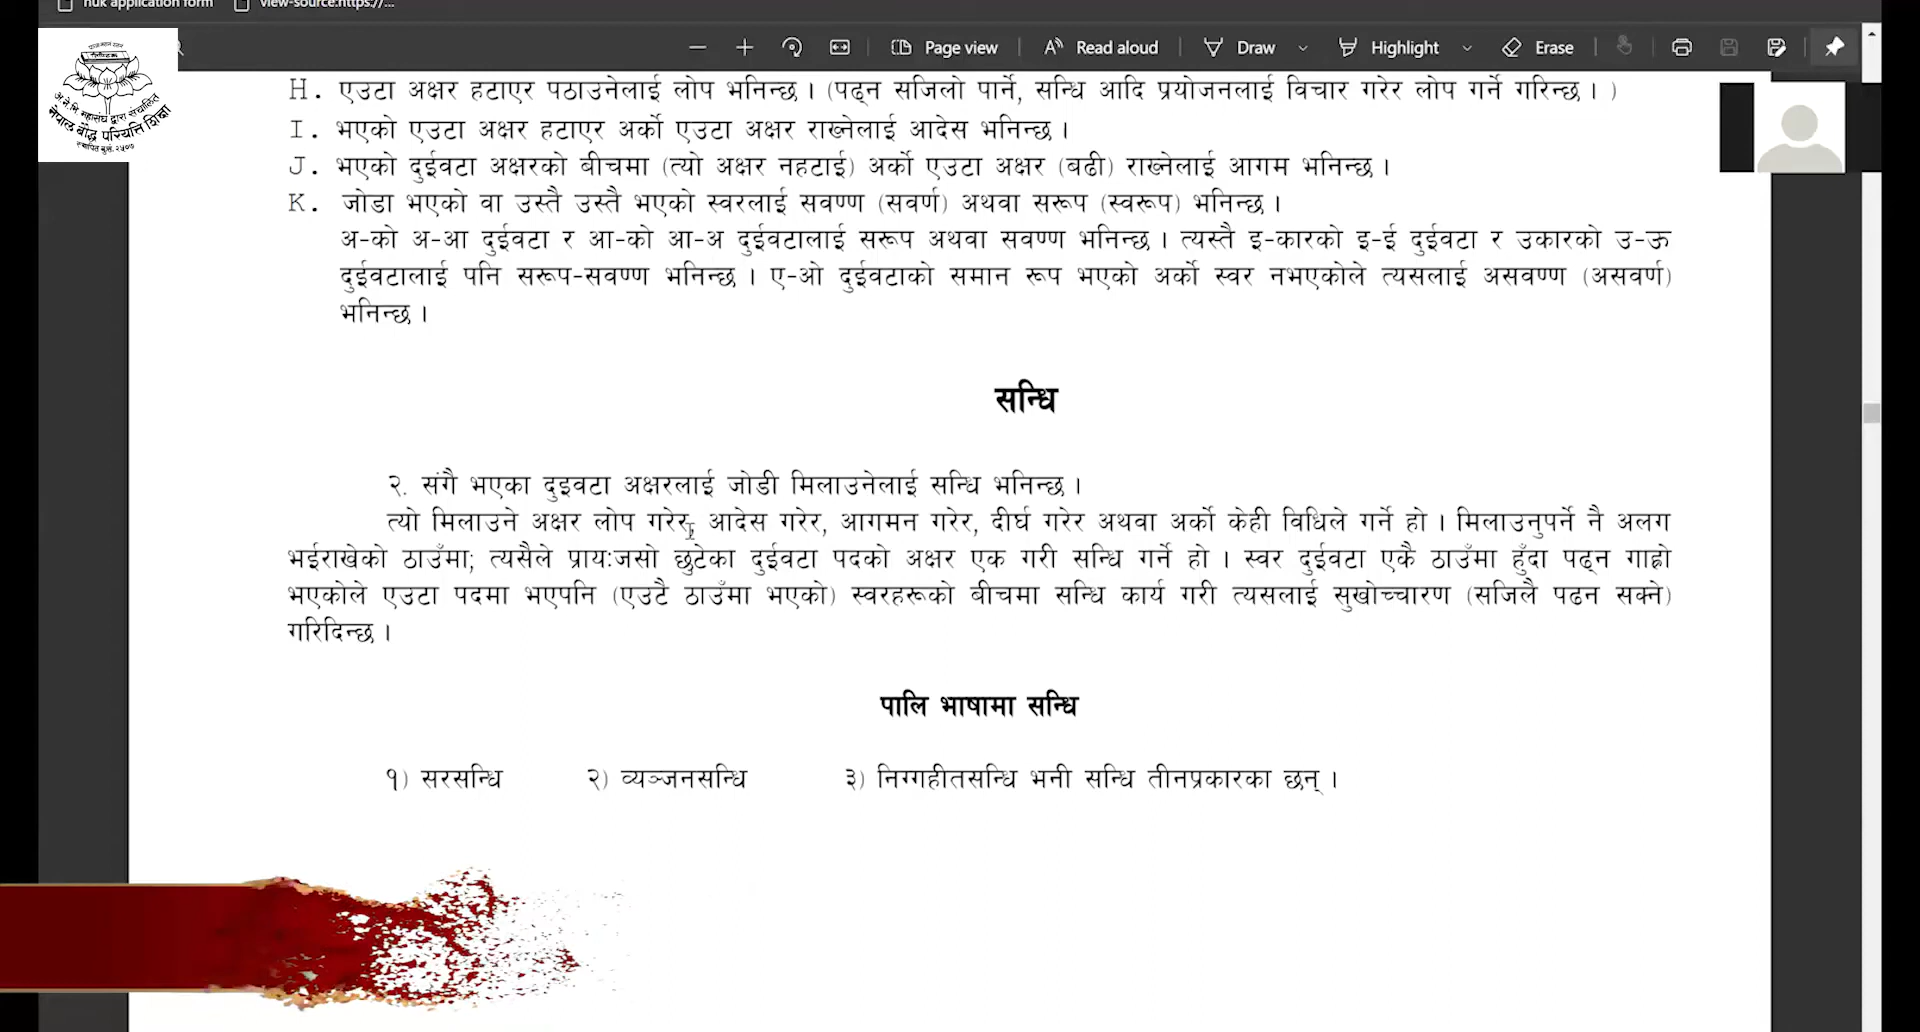 huk application form view-source:https://...
Page view Read aloud Draw Highlight Erase
H. एउटा अक्षर हटाएर पठाउनेलाई लोप भनिन्छ । (पढ्न सजिलो पार्ने, सन्धि आदि प्रयोजनलाई विचार गरेर लोप गर्ने गरिन्छ । )
I. भएको एउटा अक्षर हटाएर अर्को एउटा अक्षर राख्नेलाई आदेस भनिन्छ ।
J. भएको दुईवटा अक्षरको बीचमा (त्यो अक्षर नहटाई) अर्को एउटा अक्षर (बढी) राख्नेलाई आगम भनिन्छ ।
K. जोडा भएको वा उस्तै उस्तै भएको स्वरलाई सवण्ण (सवर्ण) अथवा सरूप (स्वरूप) भनिन्छ ।
अ-को अ-आ दुईवटा र आ-को आ-अ दुईवटालाई सरूप अथवा सवण्ण भनिन्छ । त्यस्तै इ-कारको इ-ई दुईवटा र उकारको उ-ऊ
दुईवटालाई पनि सरूप-सवण्ण भनिन्छ । ए-ओ दुईवटाको समान रूप भएको अर्को स्वर नभएकोले त्यसलाई असवण्ण (असवर्ण)
भनिन्छ ।
सन्धि
२. संगै भएका दुइवटा अक्षरलाई जोडी मिलाउनेलाई सन्धि भनिन्छ ।
त्यो मिलाउने अक्षर लोप गरेर, आदेस गरेर, आगमन गरेर, दीर्घ गरेर अथवा अर्को केही विधिले गर्ने हो । मिलाउनुपर्ने नै अलग
भईराखेको ठाउँमा; त्यसैले प्राय:जसो छुटेका दुईवटा पदको अक्षर एक गरी सन्धि गर्ने हो । स्वर दुईवटा एकै ठाउँमा हुँदा पढ्न गाह्रो
भएकोले एउटा पदमा भएपनि (एउटै ठाउँमा भएको) स्वरहरूको बीचमा सन्धि कार्य गरी त्यसलाई सुखोच्चारण (सजिलै पढन सक्ने)
गरिदिन्छ ।
पालि भाषामा सन्धि
१) सरसन्धि २) व्यञ्जनसन्धि ३) निग्गहीतसन्धि भनी सन्धि तीनप्रकारका छन् ।
अ.ने.भि.महासंघ द्वारा संचालित
नेपाल बौद्ध परियत्ति शिक्षा